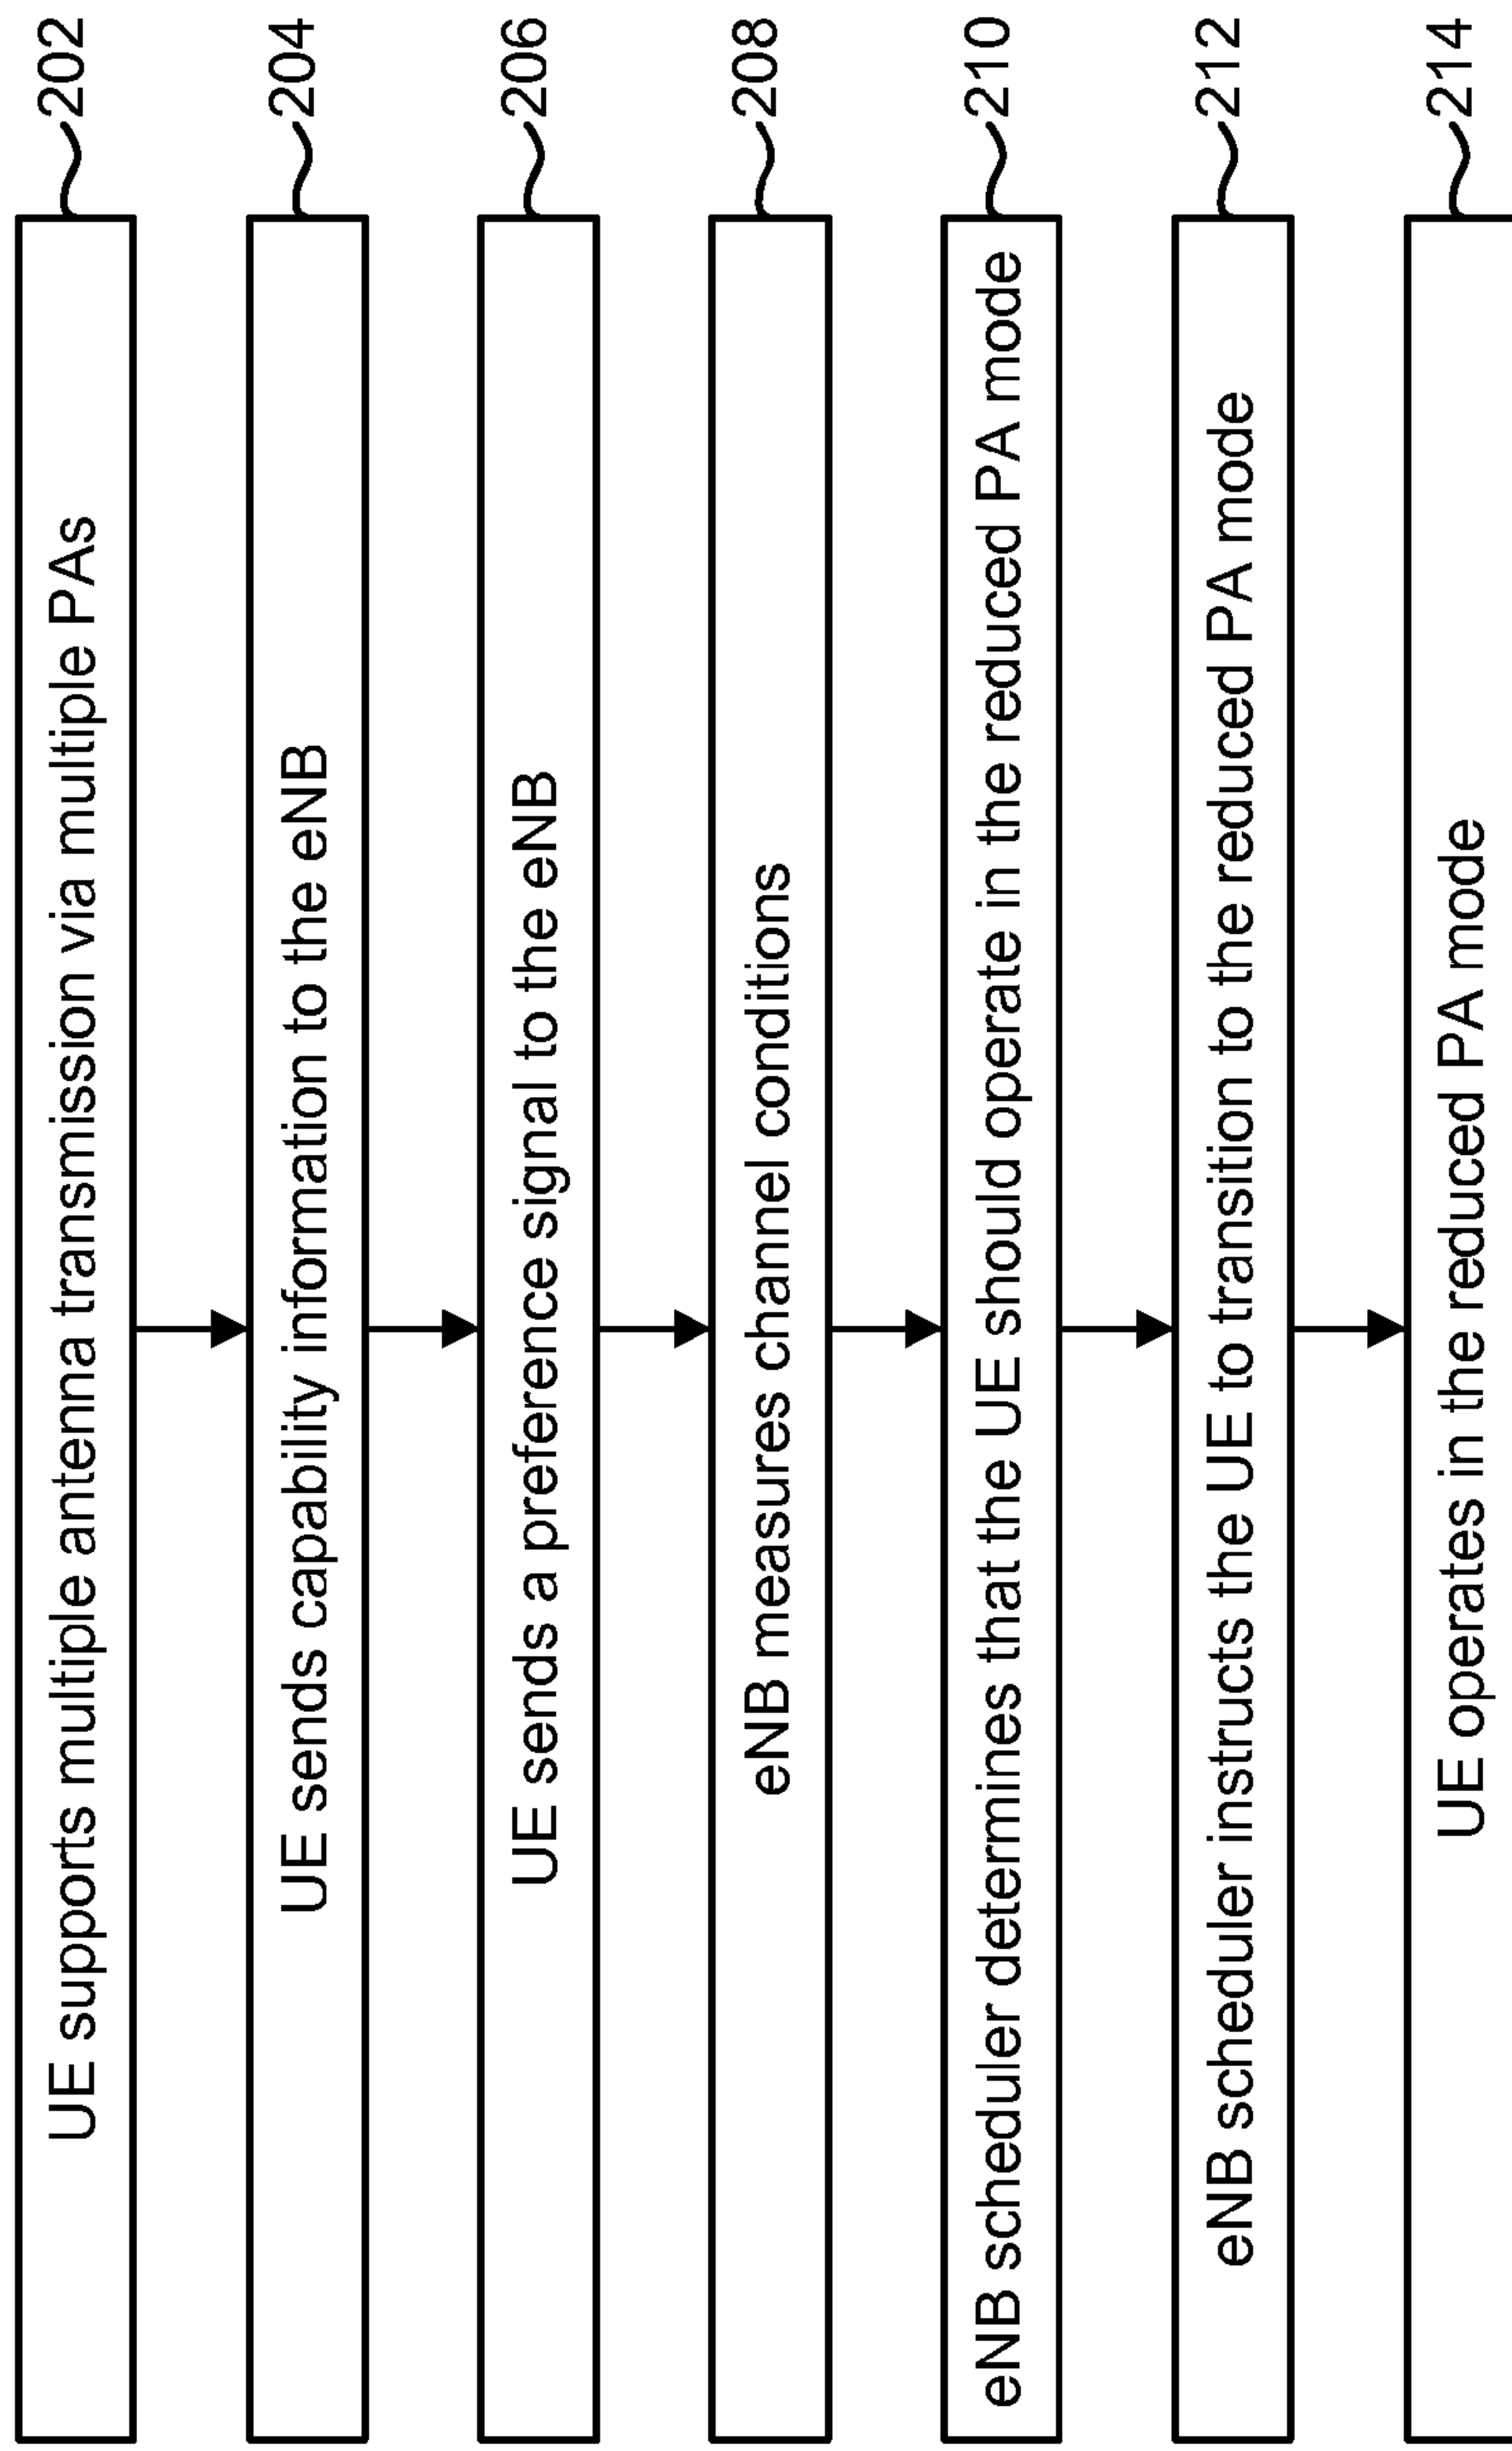 UE supports multiple antenna transmission via multiple PAs
202
UE sends capability information to the eNB
204
UE sends a preference signal to the eNB
206
eNB measures channel conditions
208
eNB scheduler determines that the UE should operate in the reduced PA mode
210
eNB scheduler instructs the UE to transition to the reduced PA mode
212
UE operates in the reduced PA mode
214